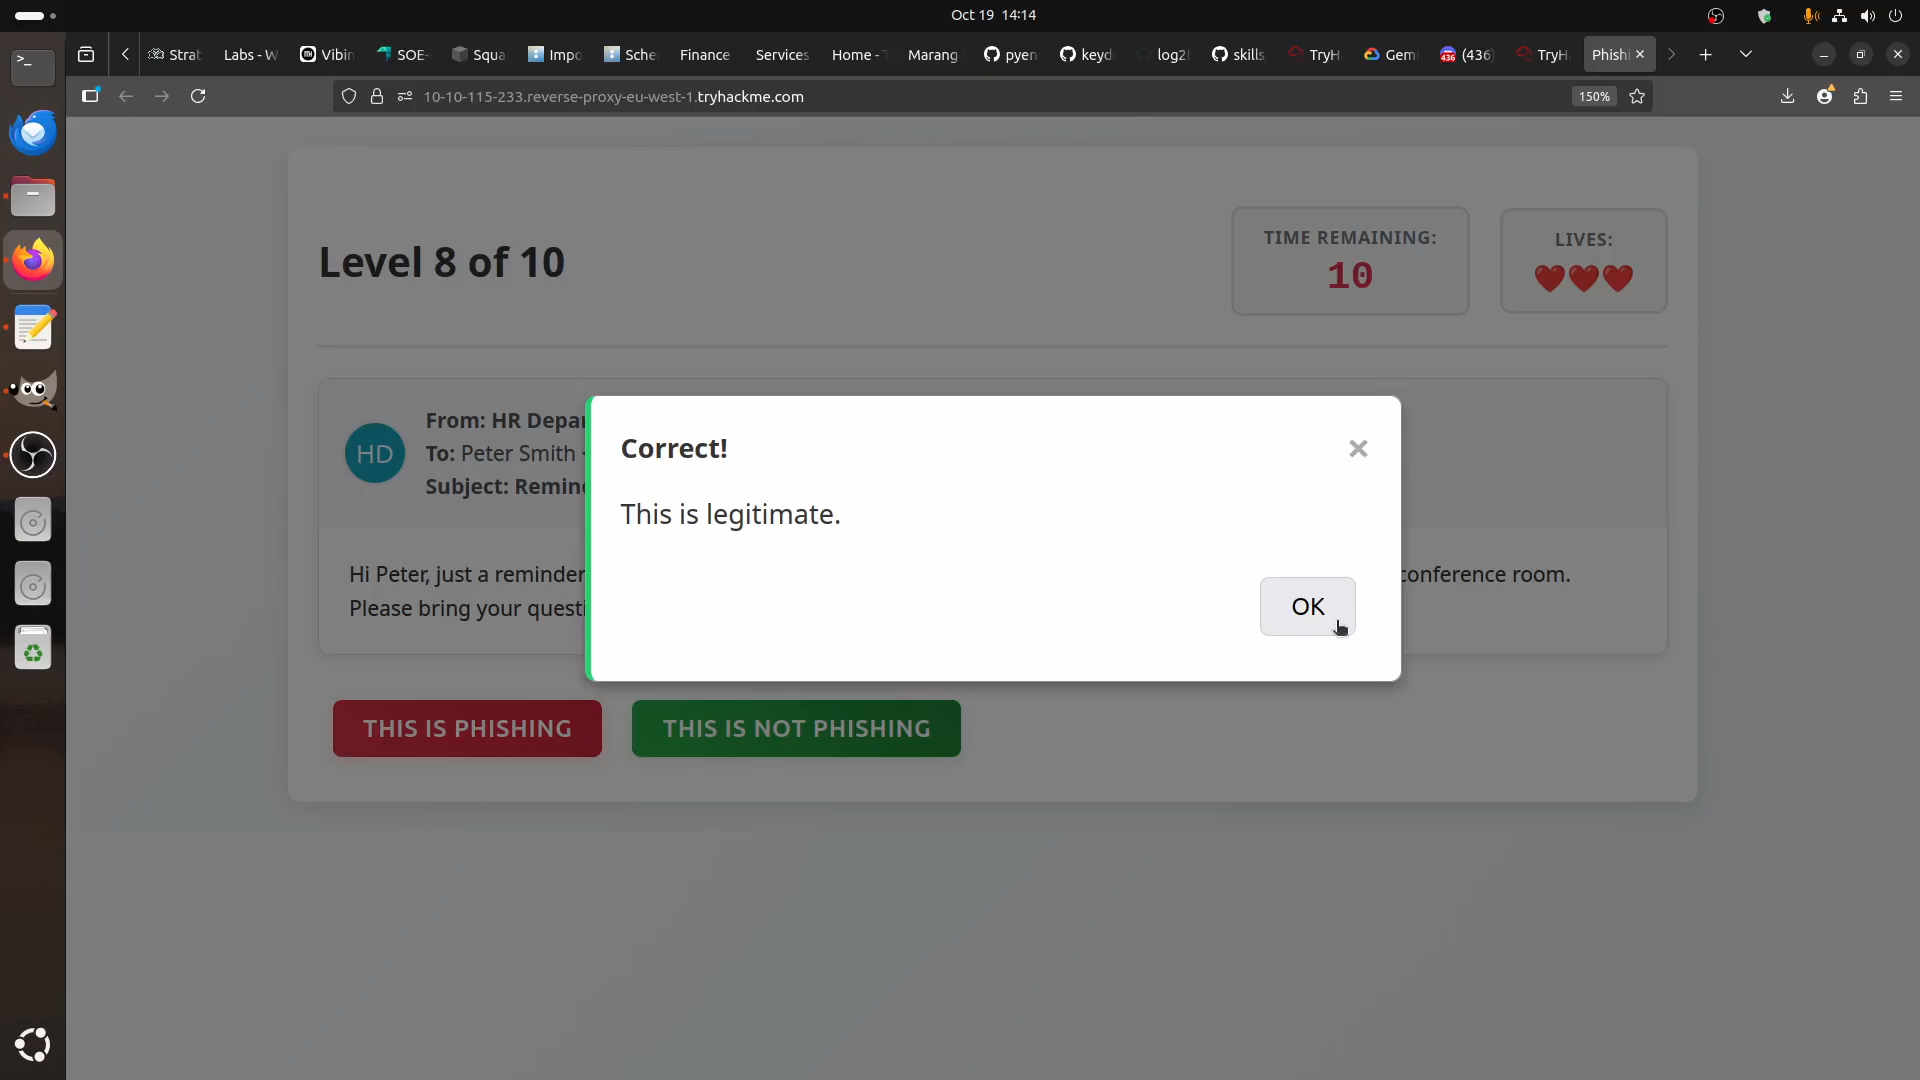 Oct 19 14:14
Strat
Labs - W
Vibin
SOE-
Squa
Impo
Sche
Finance
Services
Home -
Marang
pyen
keyd
log2
skills
TryH
Gem
(436)
TryH
Phishi
10-10-115-233.reverse-proxy-eu-west-1.tryhackme.com
150%
Level 8 of 10
TIME REMAINING:
10
LIVES:
HD
From: HR Depar
To: Peter Smith
Subject: Remin
Hi Peter, just a reminder
conference room.
Please bring your questi
Correct!
This is legitimate.
OK
THIS IS PHISHING
THIS IS NOT PHISHING